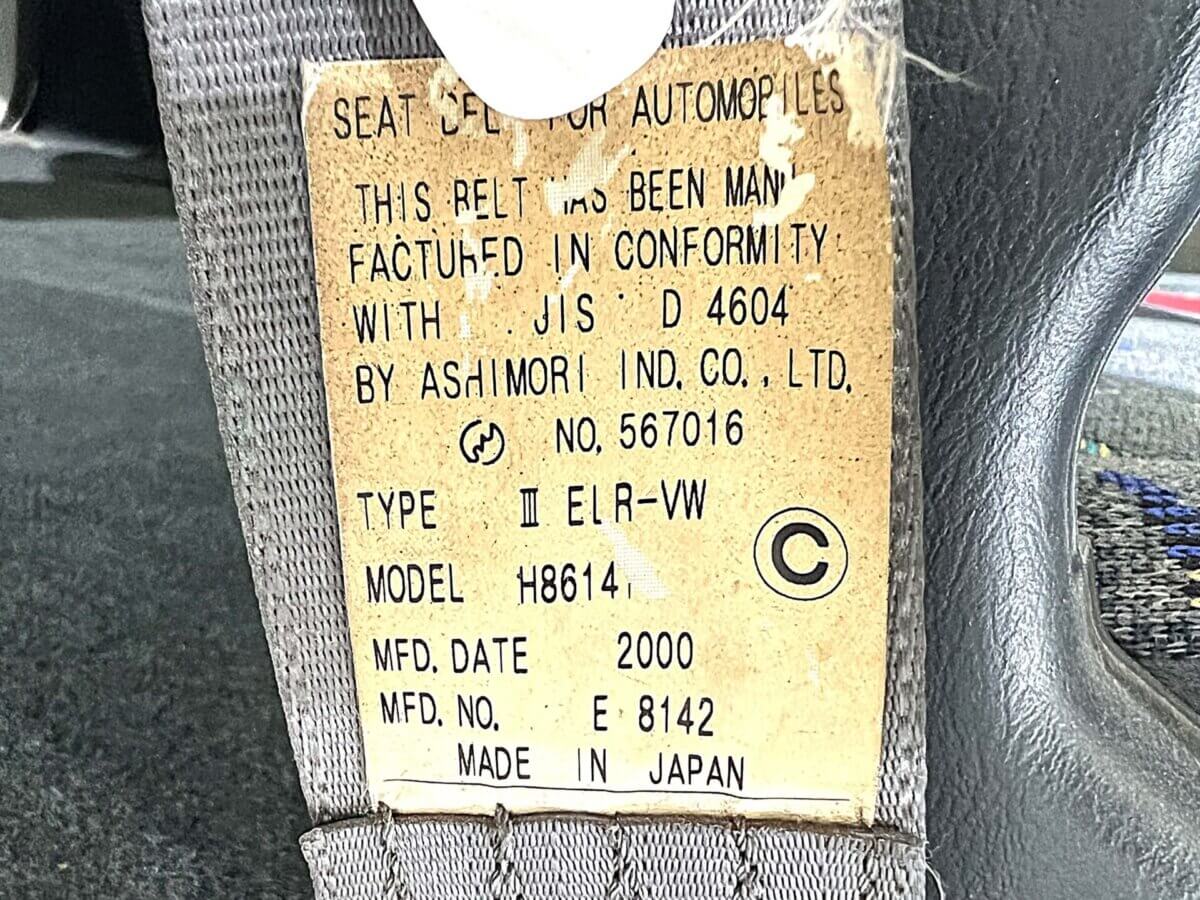 SEAT BELT FOR AUTOMOBILES
THIS BELT HAS BEEN MANU
FACTURED IN CONFORMITY
WITH JIS D 4604
BY ASHIMORI IND. CO., LTD.
NO. 567016
TYPE III ELR-VW
MODEL H8614
C
MFD. DATE 2000
MFD. NO. E 8142
MADE IN JAPAN